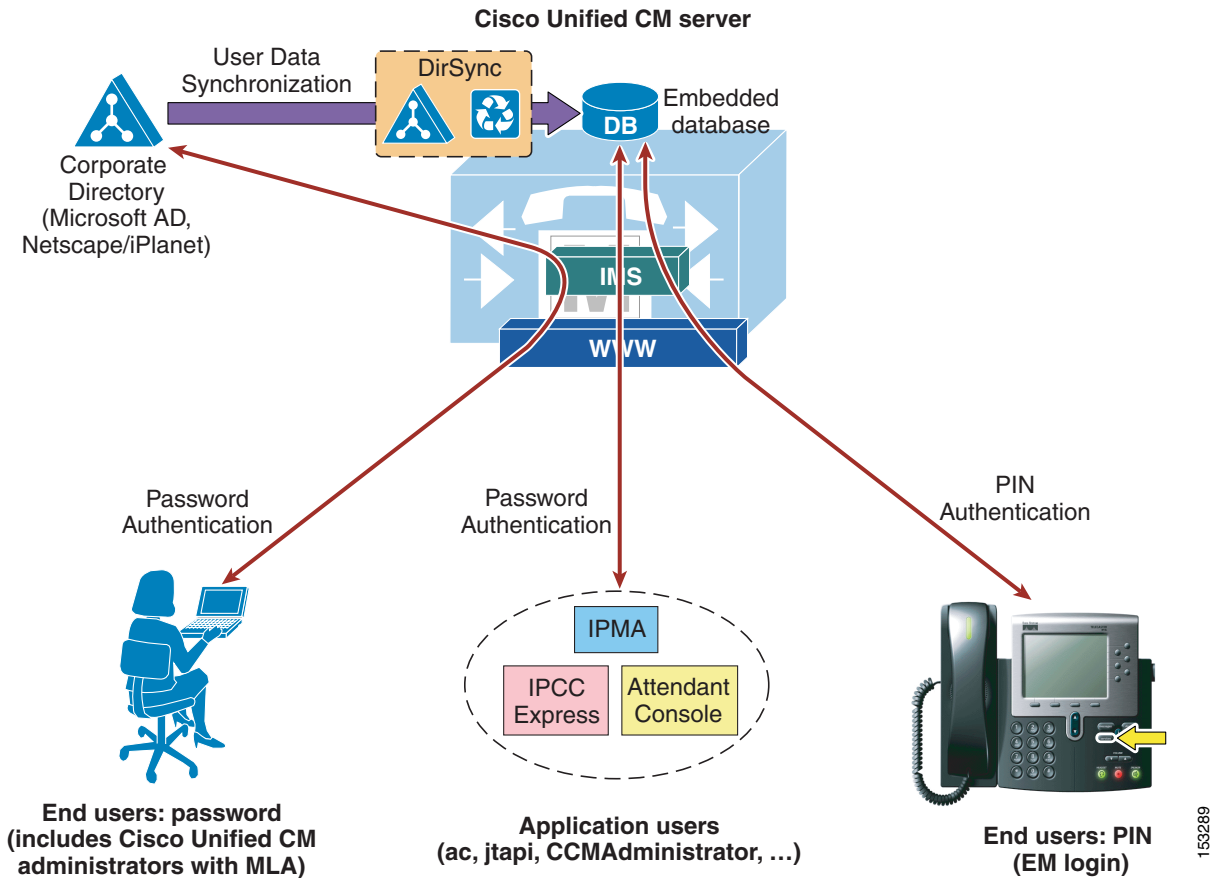 Cisco Unified CM server
User Data
Synchronization
DirSync
DB
Embedded
database
Corporate
Directory
(Microsoft AD,
Netscape/iPlanet)
IMS
WWW
Password
Authentication
Password
Authentication
PIN
Authentication
IPMA
IPCC
Express
Attendant
Console
End users: password
(includes Cisco Unified CM
administrators with MLA)
Application users
(ac, jtapi, CCMAdministrator, …)
End users: PIN
(EM login)
153289